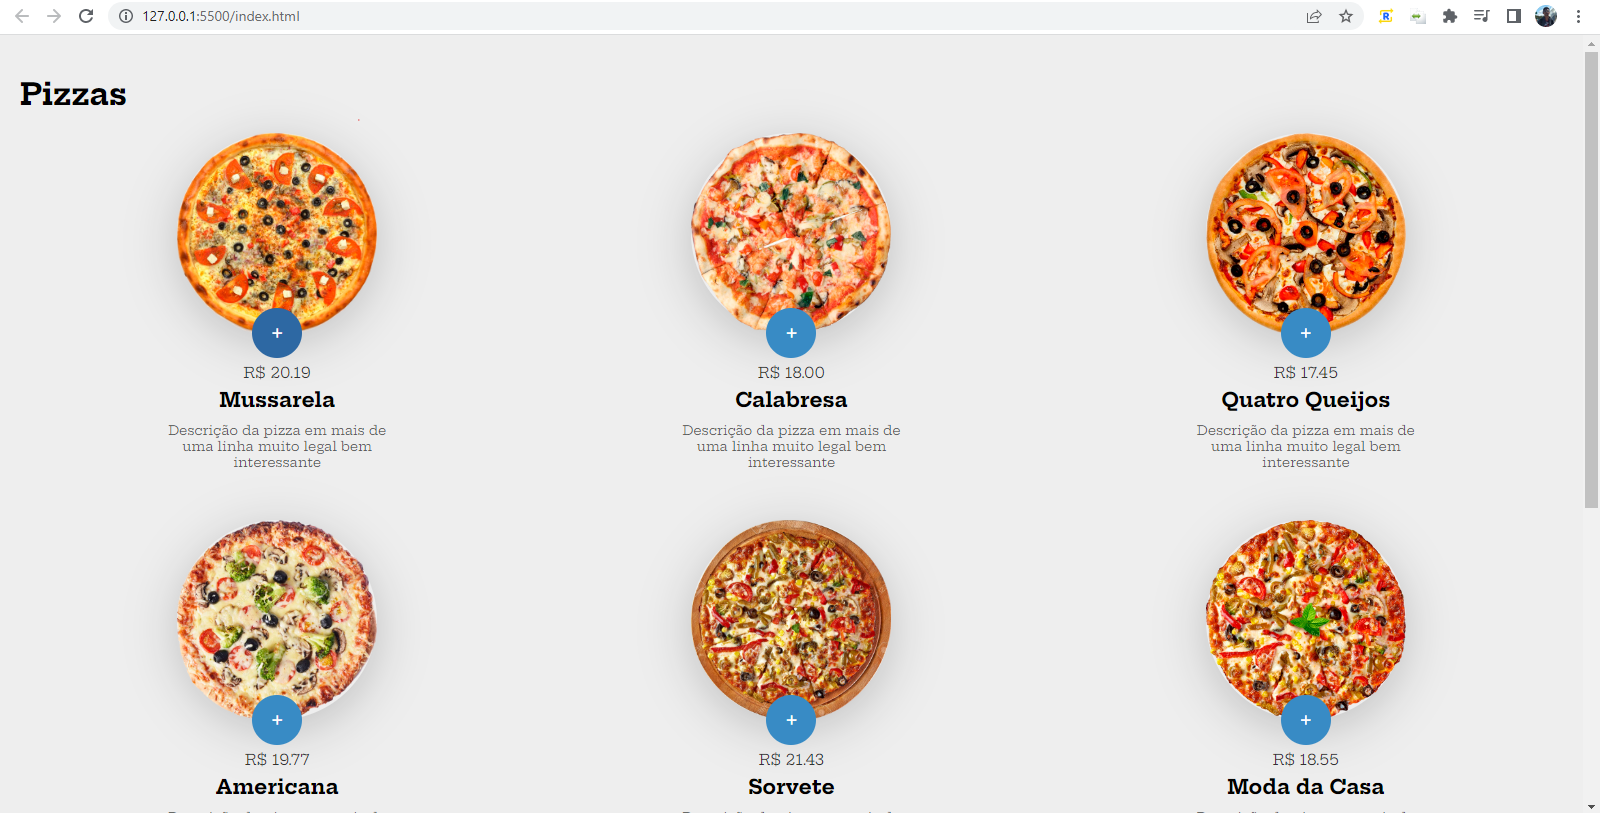 127.0.0.1:5500/index.html
Pizzas
+
+
+
R$ 20.19
R$ 18.00
R$ 17.45
Mussarela
Calabresa
Quatro Queijos
Descrição da pizza em mais de
uma linha muito legal bem
interessante
Descrição da pizza em mais de
uma linha muito legal bem
interessante
Descrição da pizza em mais de
uma linha muito legal bem
interessante
+
+
+
R$ 19.77
R$ 21.43
R$ 18.55
Americana
Sorvete
Moda da Casa